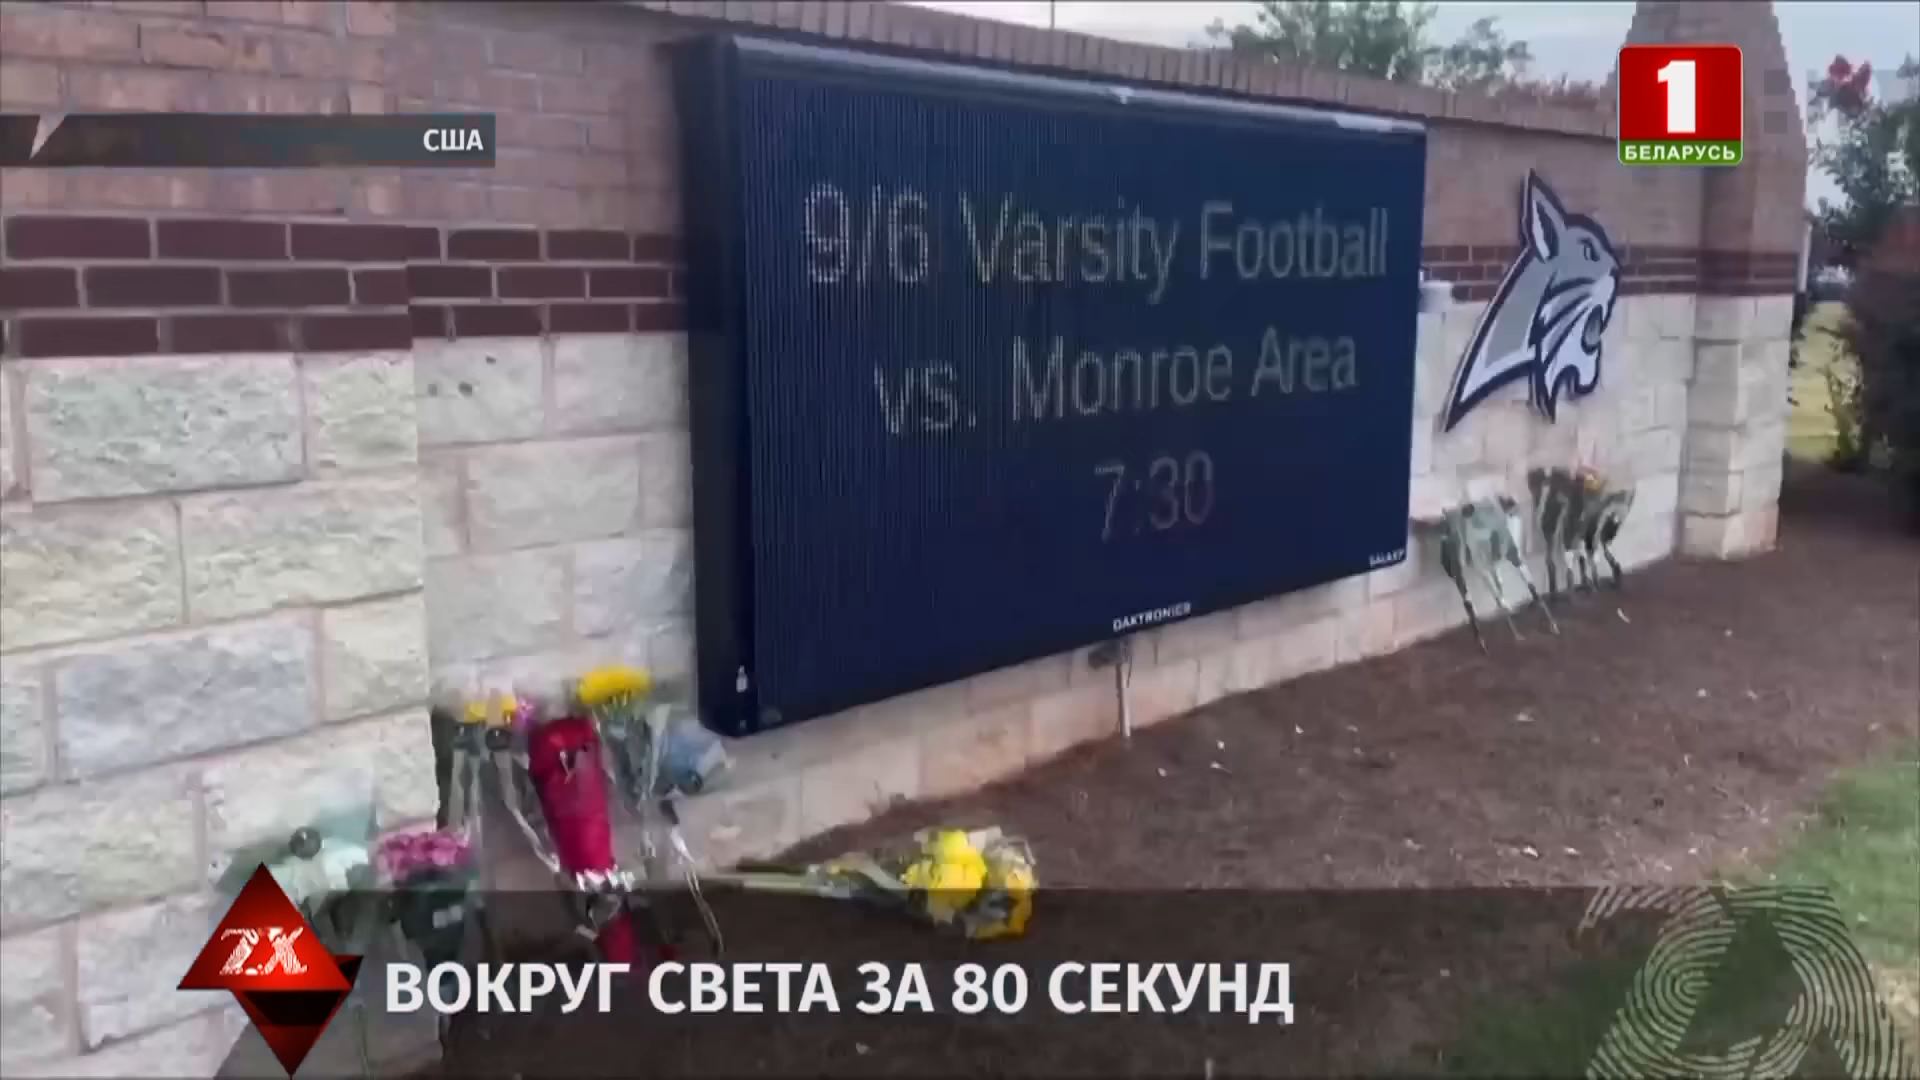 США
1
БЕЛАРУСЬ
9/6 Varsity Football
vs. Monroe Area
7:30
GALAXY
DAKTRONICS
ZX
ВОКРУГ СВЕТА ЗА 80 СЕКУНД